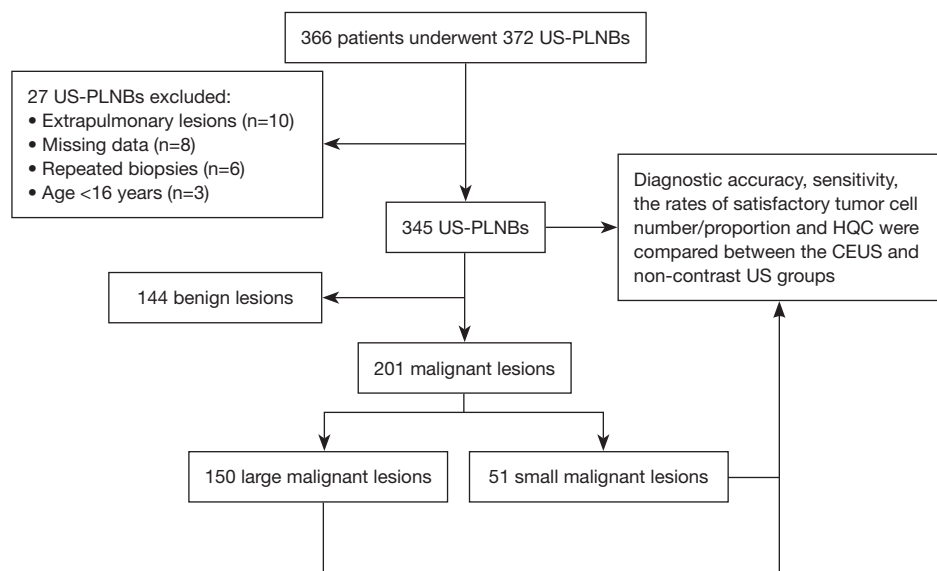 366 patients underwent 372 US-PLNBs
27 US-PLNBs excluded:
• Extrapulmonary lesions (n=10)
• Missing data (n=8)
• Repeated biopsies (n=6)
• Age <16 years (n=3)
Diagnostic accuracy, sensitivity,
the rates of satisfactory tumor cell
number/proportion and HQC were
compared between the CEUS and
non-contrast US groups
345 US-PLNBs
144 benign lesions
201 malignant lesions
150 large malignant lesions
51 small malignant lesions